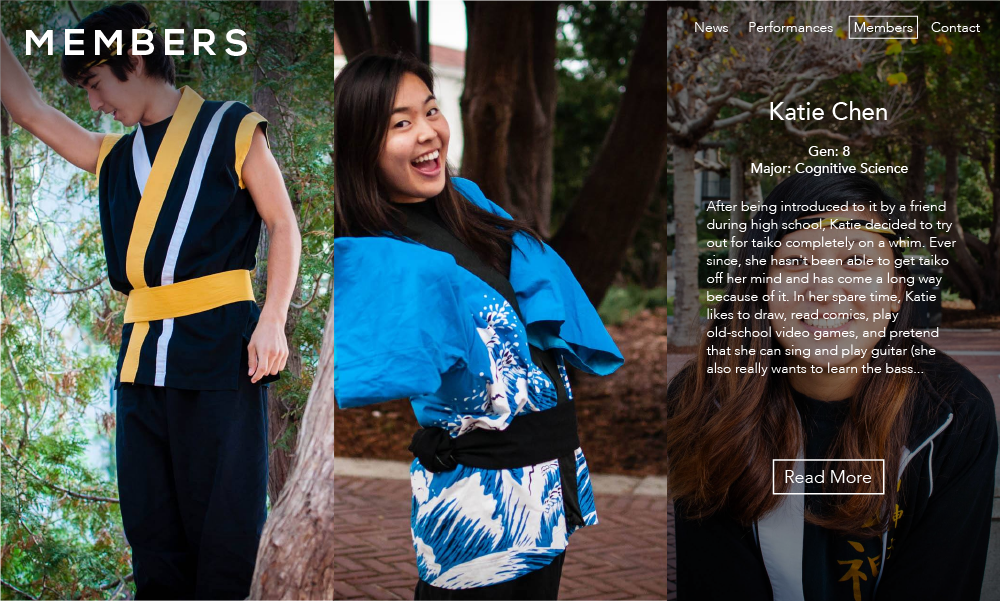 MEMBERS
News Performances Members Contact
Katie Chen
Gen: 8
Major: Cognitive Science
After being introduced to it by a friend
during high school, Katie decided to try
out for taiko completely on a whim. Ever
since, she hasn't been able to get taiko
off her mind and has come a long way
because of it. In her spare time, Katie
likes to draw, read comics, play
old-school video games, and pretend
that she can sing and play guitar (she
also really wants to learn the bass...
Read More